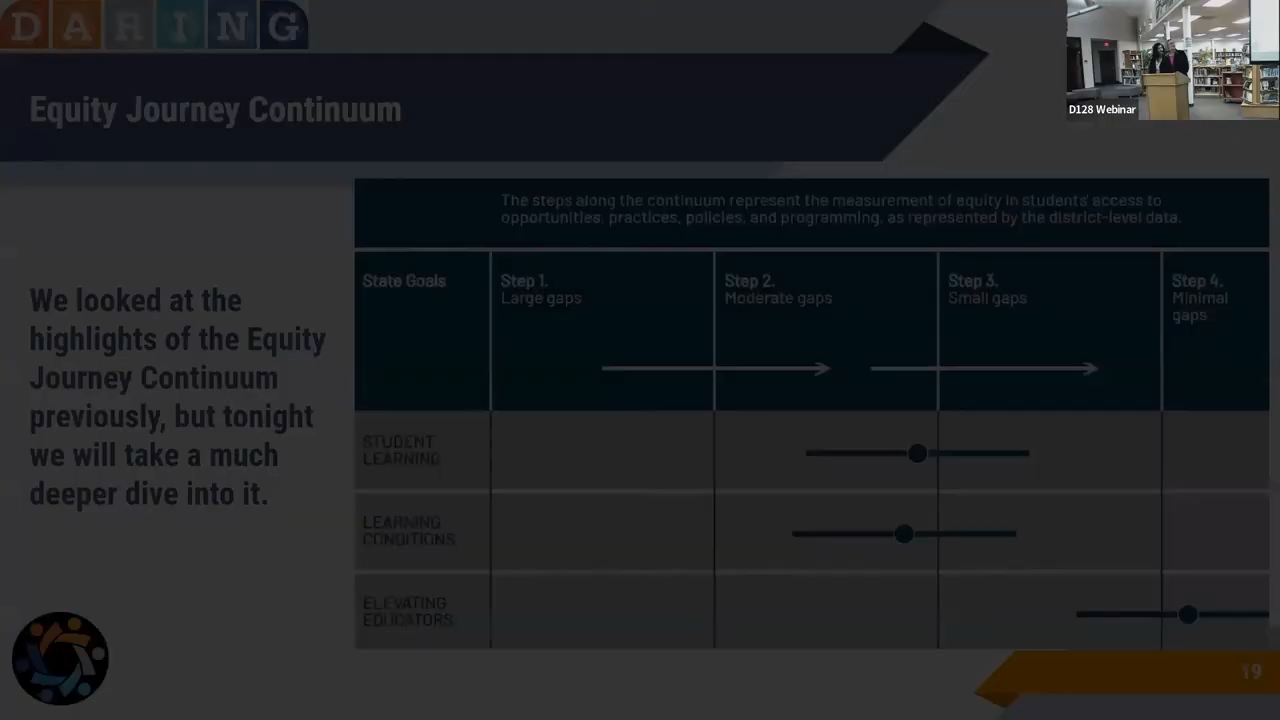 DARING
D128 Webinar
Equity Journey Continuum
The steps along the continuum represent the measurement of equity in students' access to
opportunities, practices, policies, and programming, as represented by the district-level data.
State Goals
Step 1.
Large gaps
Step 2.
Moderate gaps
Step 3.
Small gaps
Step 4.
Minimal
gaps
We looked at the
highlights of the Equity
Journey Continuum
previously, but tonight
we will take a much
deeper dive into it.
STUDENT
LEARNING
LEARNING
CONDITIONS
ELEVATING
EDUCATORS
19